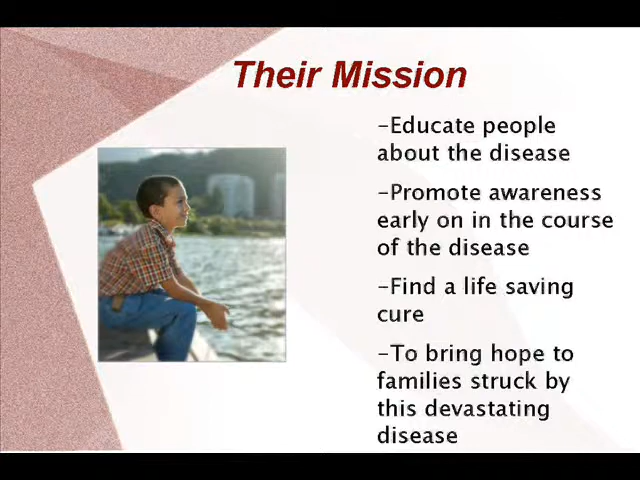 Their Mission
-Educate people
about the disease
-Promote awareness
early on in the course
of the disease
-Find a life saving
cure
-To bring hope to
families struck by
this devastating
disease